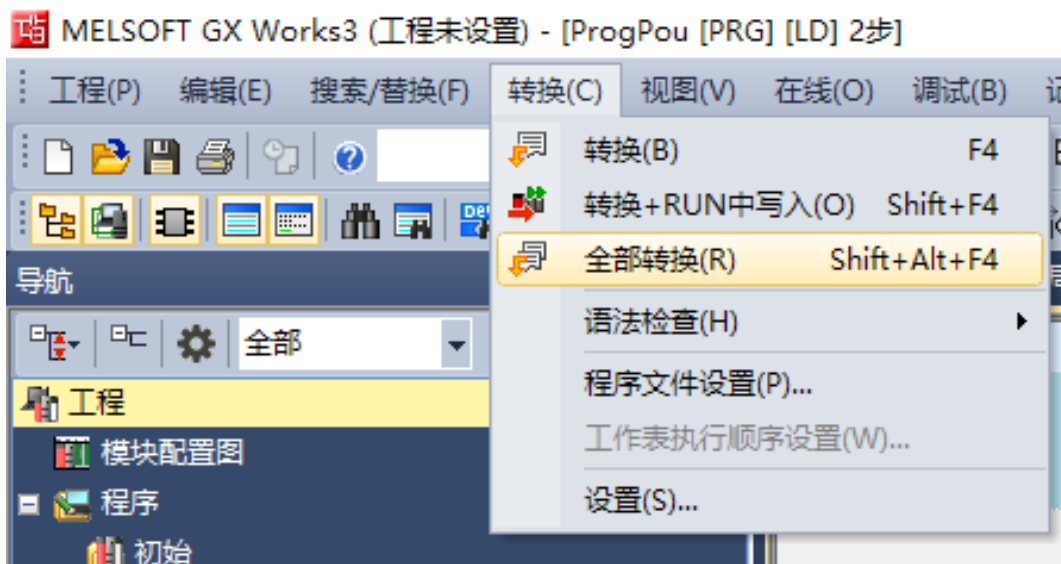 MELSOFT GX Works3 (工程未设置) - [ProgPou [PRG] [LD] 2步]
工程(P) 编辑(E) 搜索/替换(F) 转换(C) 视图(V) 在线(O) 调试(B)
转换(B) F4
转换+RUN中写入(O) Shift+F4
全部转换(R) Shift+Alt+F4
导航
语法检查(H)
全部
程序文件设置(P)...
工程
工作表执行顺序设置(W)...
模块配置图
设置(S)...
程序
初始